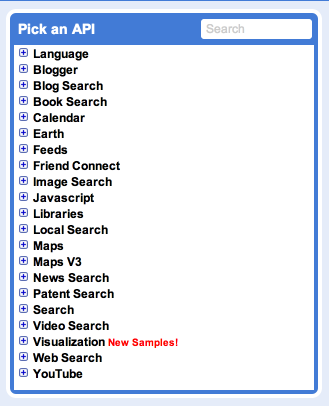 Pick an API
Search
Language
Blogger
Blog Search
Book Search
Calendar
Earth
Feeds
Friend Connect
Image Search
Javascript
Libraries
Local Search
Maps
Maps V3
News Search
Patent Search
Search
Video Search
Visualization New Samples!
Web Search
YouTube